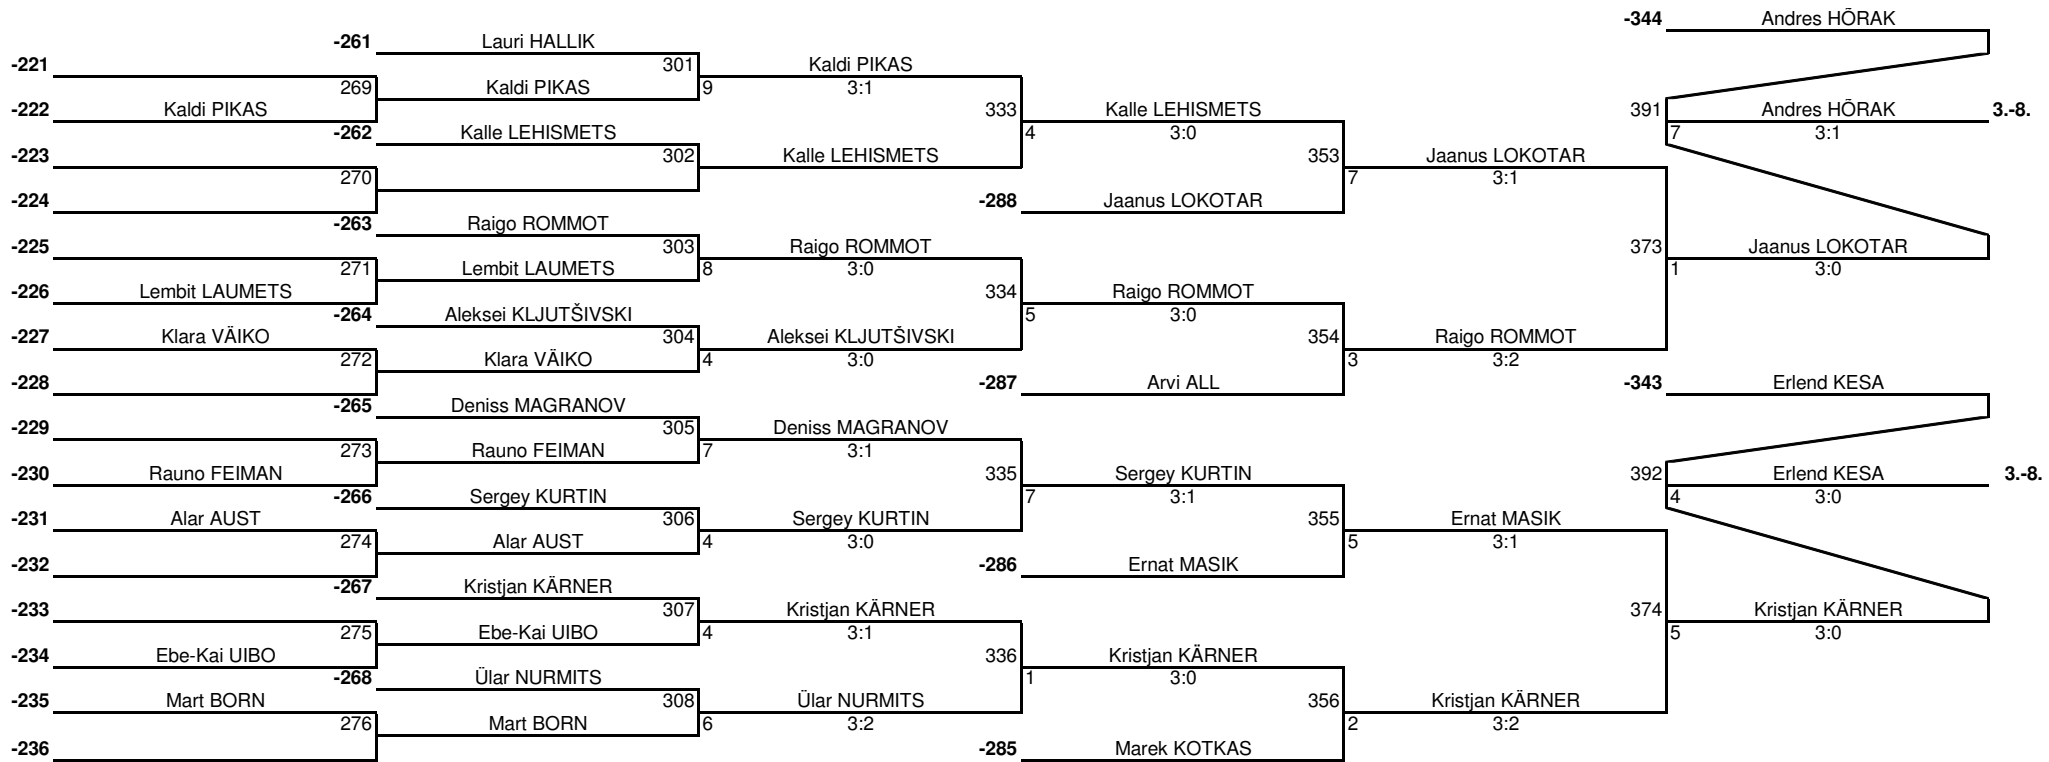 -344 Andres HÕRAK
-261 Lauri HALLIK
-221 301 Kaldi PIKAS
269 Kaldi PIKAS 9 3:1
-222 Kaldi PIKAS 333 Kalle LEHISMETS 391 Andres HÕRAK 3.-8.
-262 Kalle LEHISMETS 4 3:0 7 3:1
-223 302 Kalle LEHISMETS 353 Jaanus LOKOTAR
270 7 3:1
-224 -288 Jaanus LOKOTAR
-263 Raigo ROMMOT
-225 303 Raigo ROMMOT 373 Jaanus LOKOTAR
271 Lembit LAUMETS 8 3:0 1 3:0
-226 Lembit LAUMETS 334 Raigo ROMMOT
-264 Aleksei KLJUTŠIVSKI 5 3:0
-227 Klara VÄIKO 304 Aleksei KLJUTŠIVSKI 354 Raigo ROMMOT
272 Klara VÄIKO 4 3:0 3 3:2
-228 -287 Arvi ALL -343 Erlend KESA
-265 Deniss MAGRANOV
-229 305 Deniss MAGRANOV
273 Rauno FEIMAN 7 3:1
-230 Rauno FEIMAN 335 Sergey KURTIN 392 Erlend KESA 3.-8.
-266 Sergey KURTIN 7 3:1 4 3:0
-231 Alar AUST 306 Sergey KURTIN 355 Ernat MASIK
274 Alar AUST 4 3:0 5 3:1
-232 -286 Ernat MASIK
-267 Kristjan KÄRNER
-233 307 Kristjan KÄRNER 374 Kristjan KÄRNER
275 Ebe-Kai UIBO 4 3:1 5 3:0
-234 Ebe-Kai UIBO 336 Kristjan KÄRNER
-268 Ülar NURMITS 1 3:0
-235 Mart BORN 308 Ülar NURMITS 356 Kristjan KÄRNER
276 Mart BORN 6 3:2 2 3:2
-236 -285 Marek KOTKAS